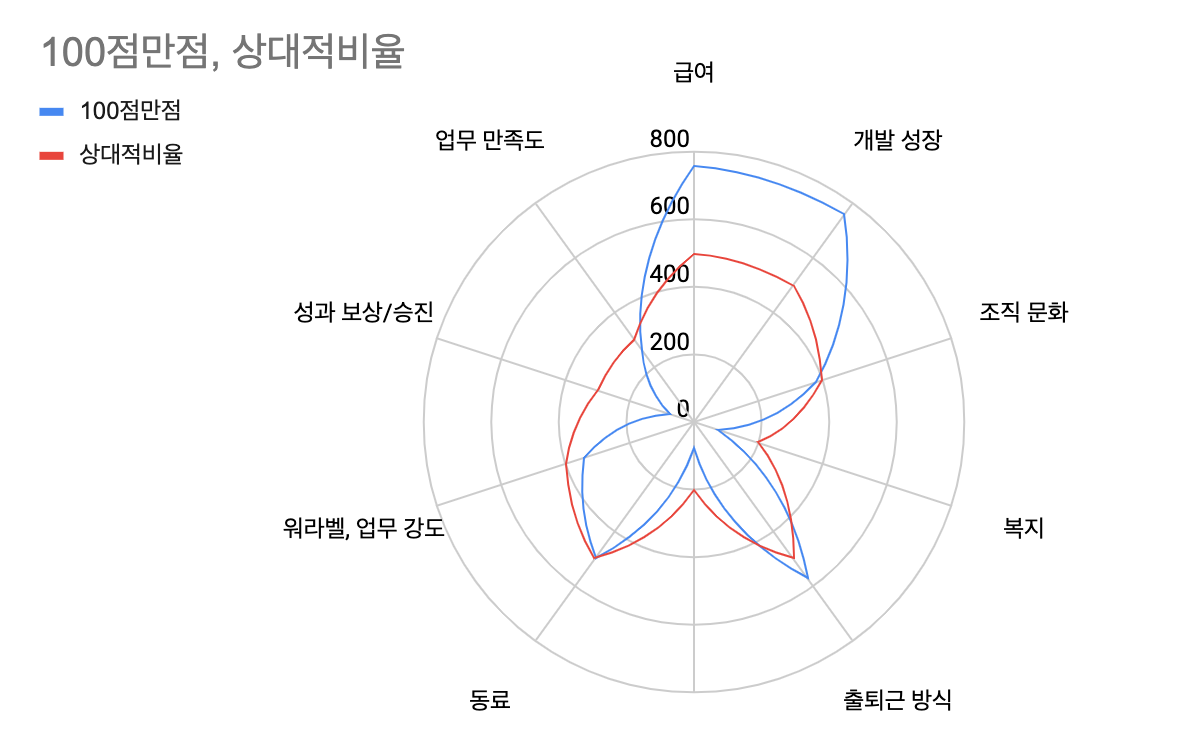 100점만점, 상대적비율
100점만점
상대적비율
급여
개발 성장
조직 문화
복지
출퇴근 방식
동료
워라벨, 업무 강도
성과 보상/승진
업무 만족도
800
600
400
200
0